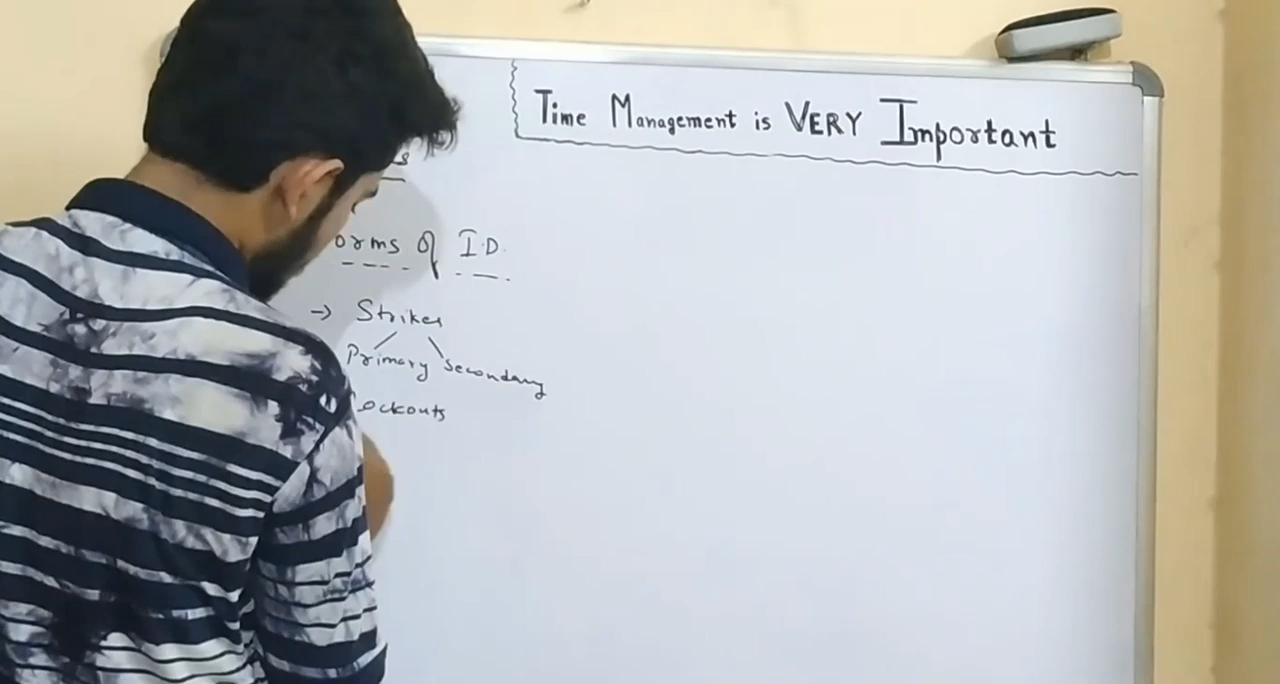 Time Management is VERY Important
orms of I.D.
→ Strikes
Primary Secondary
ockouts